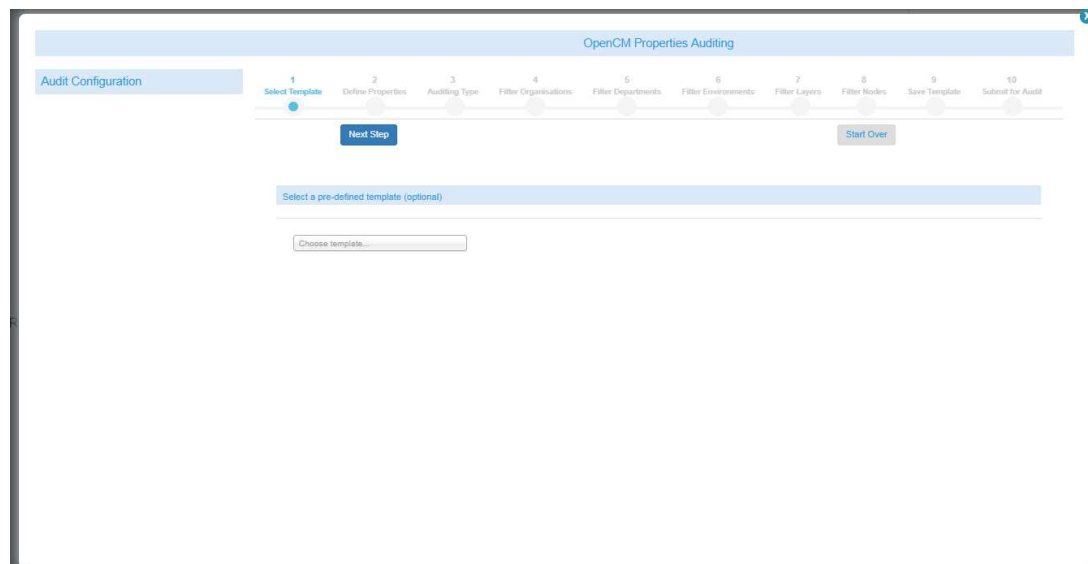 OpenCM Properties Auditing
Audit Configuration
1 2 3 4 5 6 7 8 9 10
Select Template Define Properties Auditing Type Filter Organisations Filter Departments Filter Environments Filter Layers Filter Nodes Save Template Submit for Audit
Next Step Start Over
Select a pre-defined template (optional)
Choose template...
R